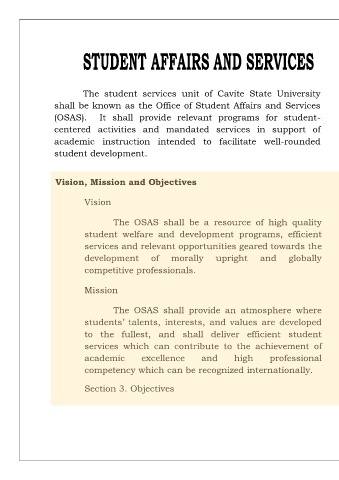 STUDENT AFFAIRS AND SERVICES
The student services unit of Cavite State University
shall be known as the Office of Student Affairs and Services
(OSAS). It shall provide relevant programs for student-
centered activities and mandated services in support of
academic instruction intended to facilitate well-rounded
student development.
Vision, Mission and Objectives
Vision
The OSAS shall be a resource of high quality
student welfare and development programs, efficient
services and relevant opportunities geared towards the
development of morally upright and globally
competitive professionals.
Mission
The OSAS shall provide an atmosphere where
students’ talents, interests, and values are developed
to the fullest, and shall deliver efficient student
services which can contribute to the achievement of
academic excellence and high professional
competency which can be recognized internationally.
Section 3. Objectives